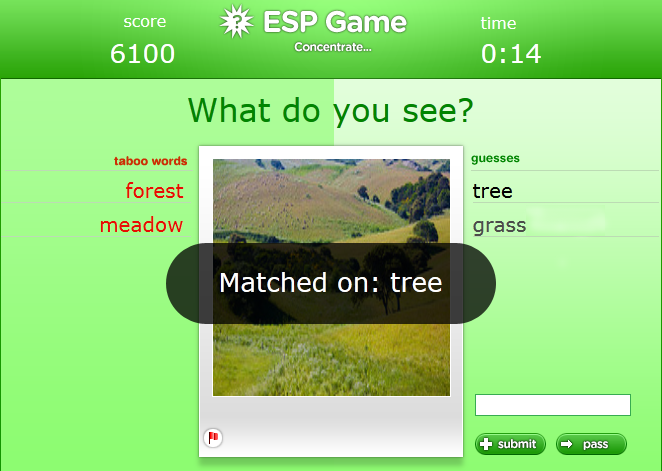 score
6100
ESP Game
Concentrate...
time
0:14
What do you see?
taboo words
forest
meadow
guesses
tree
grass
Matched on: tree
submit
pass